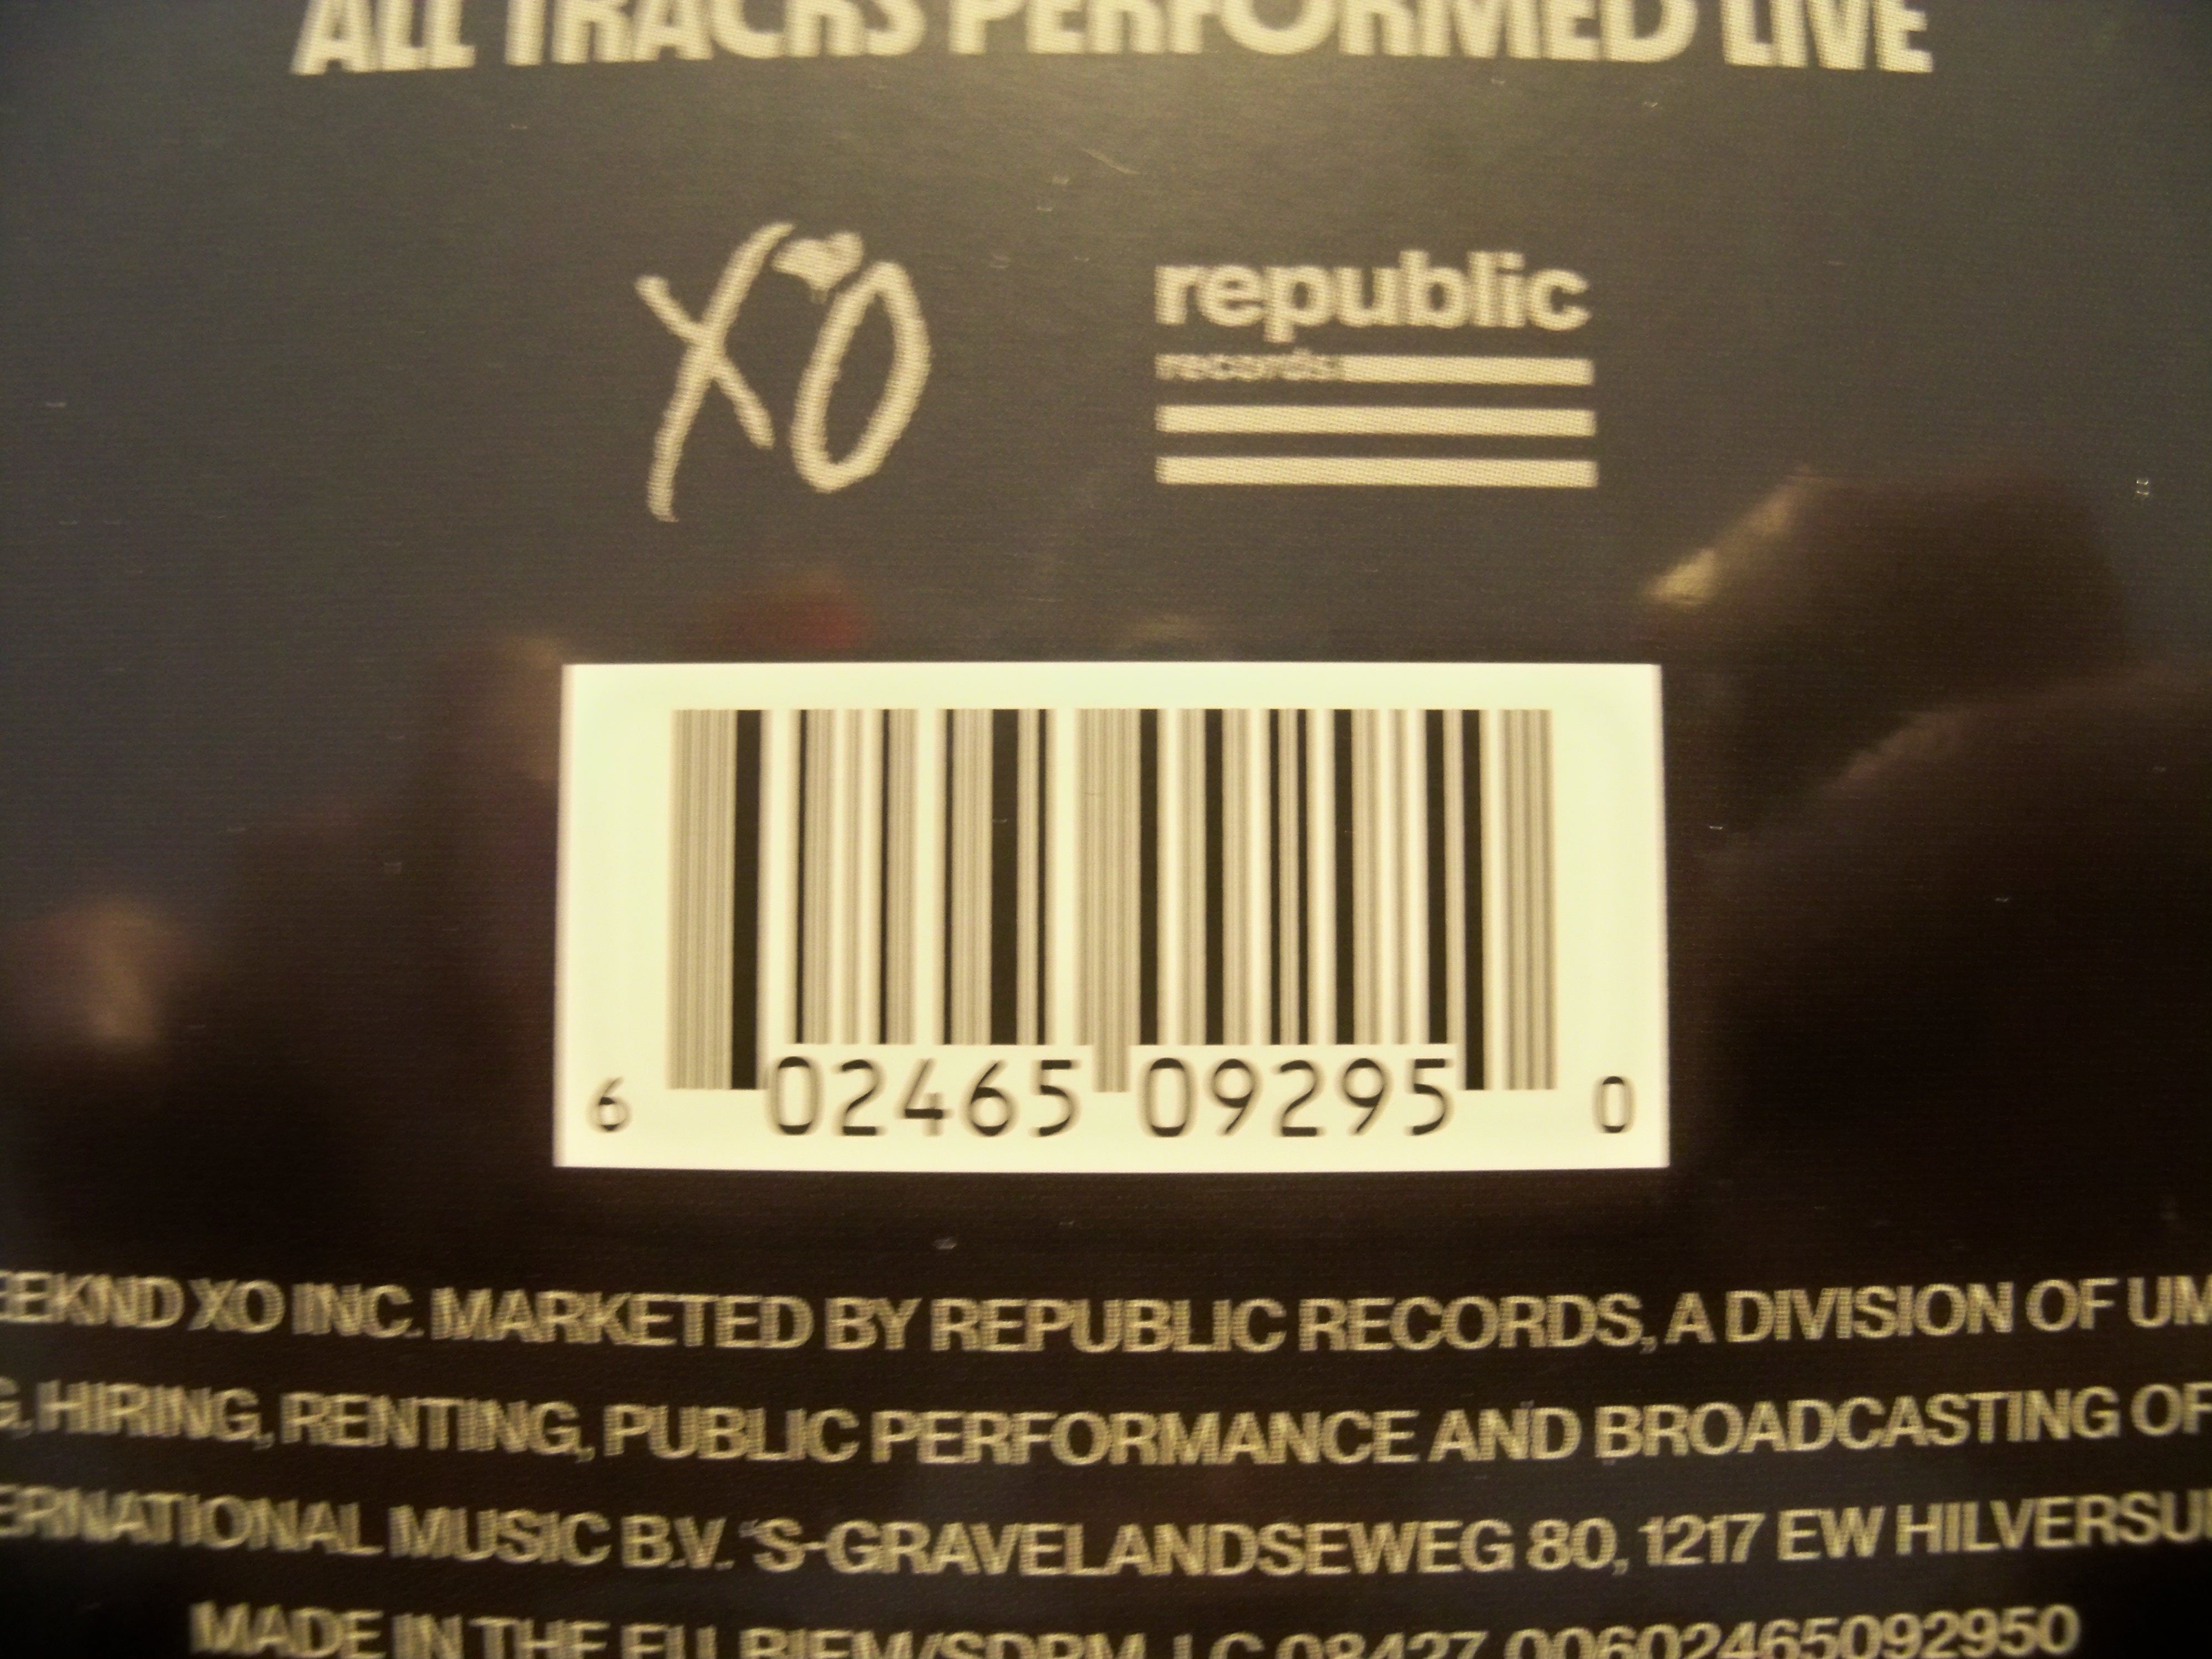 ALL TRACKS PERFORMED LIVE
XO
republic
records:
6 02465 09295 0
EEKND XO INC. MARKETED BY REPUBLIC RECORDS, A DIVISION OF UM
G, HIRING, RENTING, PUBLIC PERFORMANCE AND BROADCASTING OF
ERNATIONAL MUSIC B.V. 'S-GRAVELANDSEWEG 80, 1217 EW HILVERSU
MADE IN THE EU. BIEM/SDRM. LC 08427. 00602465092950